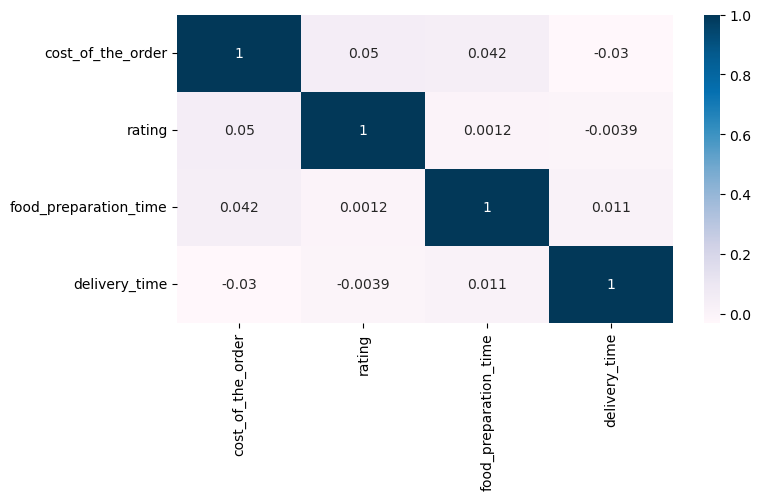 cost_of_the_order 1 0.05 0.042 -0.03
rating 0.05 1 0.0012 -0.0039
food_preparation_time 0.042 0.0012 1 0.011
delivery_time -0.03 -0.0039 0.011 1
cost_of_the_order rating food_preparation_time delivery_time
1.0
0.8
0.6
0.4
0.2
0.0